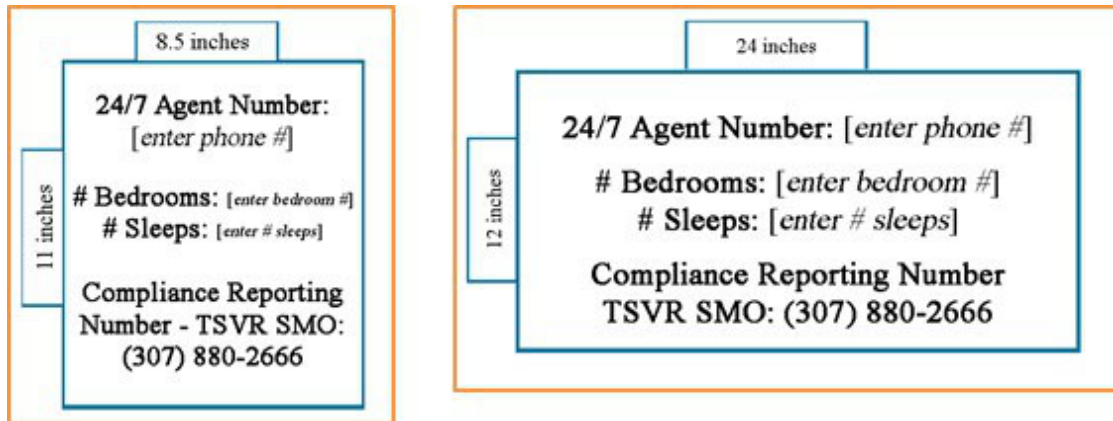 8.5 inches
11 inches
24/7 Agent Number:
[enter phone #]
# Bedrooms: [enter bedroom #]
# Sleeps: [enter # sleeps]
Compliance Reporting
Number - TSVR SMO:
(307) 880-2666
24 inches
12 inches
24/7 Agent Number: [enter phone #]
# Bedrooms: [enter bedroom #]
# Sleeps: [enter # sleeps]
Compliance Reporting Number
TSVR SMO: (307) 880-2666